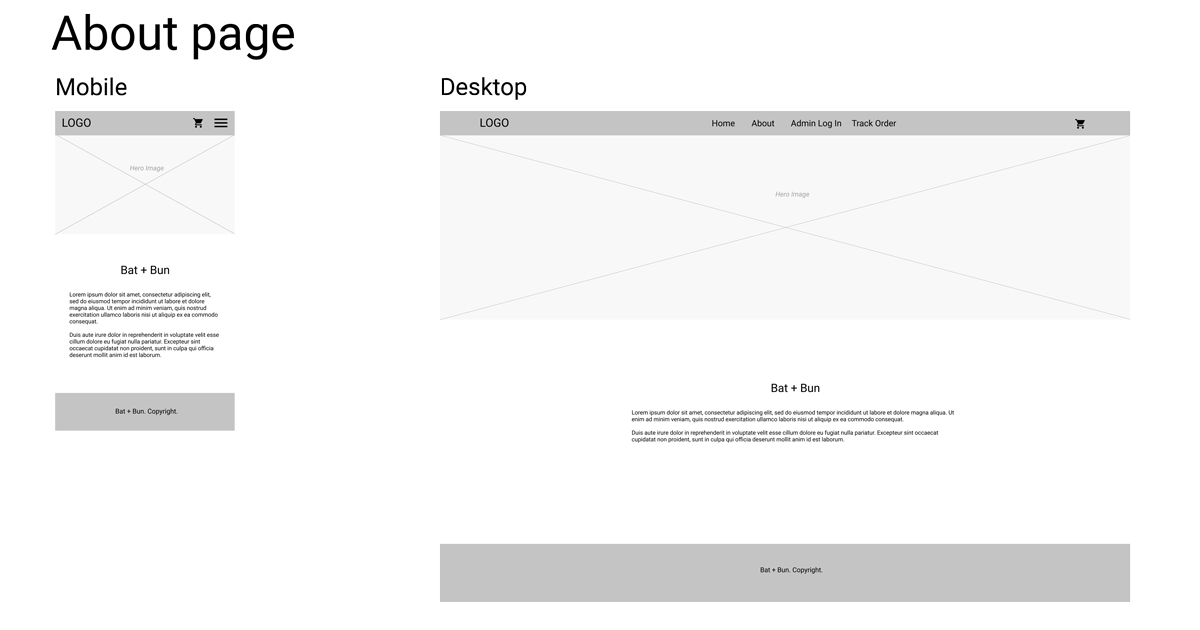 About page
Mobile
LOGO
Hero Image
Bat + Bun
Lorem ipsum dolor sit amet, consectetur adipiscing elit,
sed do eiusmod tempor incididunt ut labore et dolore
magna aliqua. Ut enim ad minim veniam, quis nostrud
exercitation ullamco laboris nisi ut aliquip ex ea commodo
consequat.
Duis aute irure dolor in reprehenderit in voluptate velit esse
cillum dolore eu fugiat nulla pariatur. Excepteur sint
occaecat cupidatat non proident, sunt in culpa qui officia
deserunt mollit anim id est laborum.
Bat + Bun. Copyright.
Desktop
LOGO
Home About Admin Log In Track Order
Hero Image
Bat + Bun
Lorem ipsum dolor sit amet, consectetur adipiscing elit, sed do eiusmod tempor incididunt ut labore et dolore magna aliqua. Ut
enim ad minim veniam, quis nostrud exercitation ullamco laboris nisi ut aliquip ex ea commodo consequat.
Duis aute irure dolor in reprehenderit in voluptate velit esse cillum dolore eu fugiat nulla pariatur. Excepteur sint occaecat
cupidatat non proident, sunt in culpa qui officia deserunt mollit anim id est laborum.
Bat + Bun. Copyright.